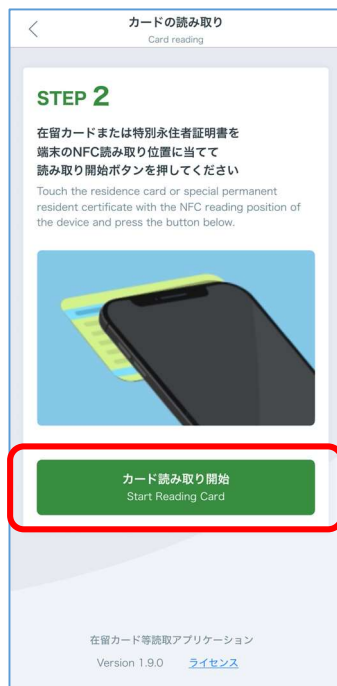 カードの読み取り
Card reading
STEP 2
在留カードまたは特別永住者証明書を
端末のNFC読み取り位置に当てて
読み取り開始ボタンを押してください
Touch the residence card or special permanent
resident certificate with the NFC reading position of
the device and press the button below.
カード読み取り開始
Start Reading Card
在留カード等読取アプリケーション
Version 1.9.0 ライセンス